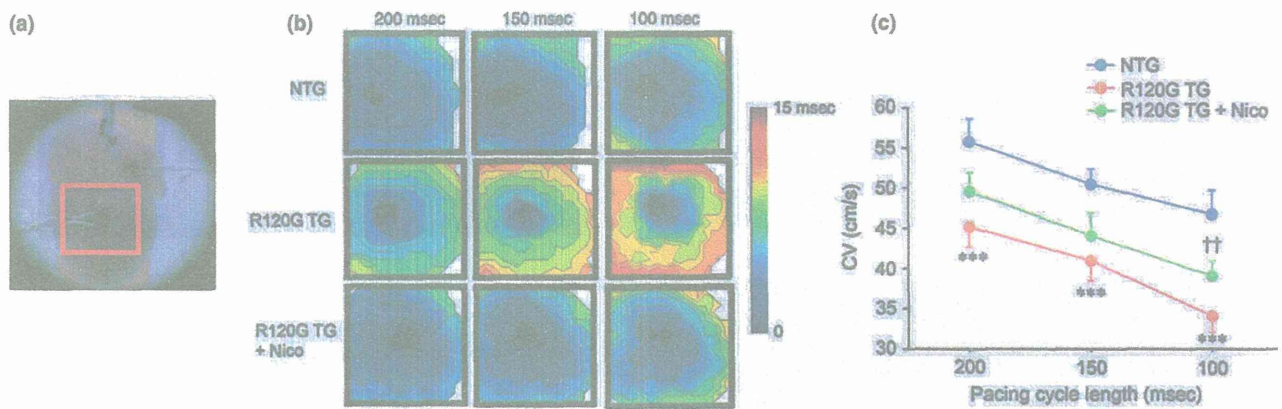 (a)
(b)
200 msec 150 msec 100 msec
NTG
R120G TG
R120G TG
+ Nico
15 msec
0
(c)
NTG
R120G TG
R120G TG + Nico
CV (cm/s)
60
55
50
45
40
35
30
***
***
††
***
200 150 100
Pacing cycle length (msec)